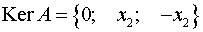 Ker A = {0; x₂; −x₂}